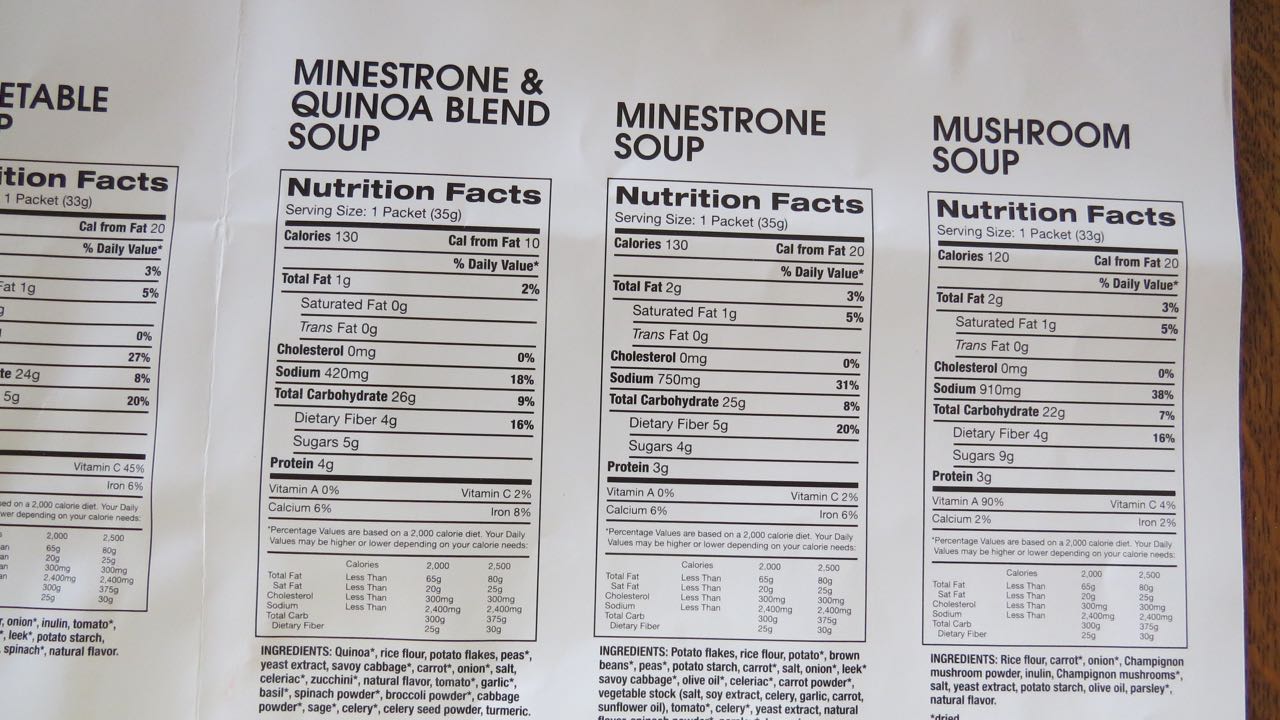 ETABLE
P
ition Facts
1 Packet (33g)
Cal from Fat 20
% Daily Value*
3%
Fat 1g 5%
g
0%
27%
te 24g 8%
5g 20%
Vitamin C 45%
Iron 6%
sed on a 2,000 calorie diet. Your Daily
wer depending on your calorie needs:
s 2,000 2,500
an 65g 80g
an 20g 25g
an 300mg 300mg
an 2,400mg 2,400mg
300g 375g
25g 30g
r, onion*, inulin, tomato*,
*, leek*, potato starch,
spinach*, natural flavor.
MINESTRONE &
QUINOA BLEND
SOUP
Nutrition Facts
Serving Size: 1 Packet (35g)
Calories 130 Cal from Fat 10
% Daily Value*
Total Fat 1g 2%
Saturated Fat 0g
Trans Fat 0g
Cholesterol 0mg 0%
Sodium 420mg 18%
Total Carbohydrate 26g 9%
Dietary Fiber 4g 16%
Sugars 5g
Protein 4g
Vitamin A 0% Vitamin C 2%
Calcium 6% Iron 8%
*Percentage Values are based on a 2,000 calorie diet. Your Daily
Values may be higher or lower depending on your calorie needs:
Calories 2,000 2,500
Total Fat Less Than 65g 80g
Sat Fat Less Than 20g 25g
Cholesterol Less Than 300mg 300mg
Sodium Less Than 2,400mg 2,400mg
Total Carb 300g 375g
Dietary Fiber 25g 30g
INGREDIENTS: Quinoa*, rice flour, potato flakes, peas*,
yeast extract, savoy cabbage*, carrot*, onion*, salt,
celeriac*, zucchini*, natural flavor, tomato*, garlic*,
basil*, spinach powder*, broccoli powder*, cabbage
powder*, sage*, celery*, celery seed powder, turmeric.
MINESTRONE
SOUP
Nutrition Facts
Serving Size: 1 Packet (35g)
Calories 130 Cal from Fat 20
% Daily Value*
Total Fat 2g 3%
Saturated Fat 1g 5%
Trans Fat 0g
Cholesterol 0mg 0%
Sodium 750mg 31%
Total Carbohydrate 25g 8%
Dietary Fiber 5g 20%
Sugars 4g
Protein 3g
Vitamin A 0% Vitamin C 2%
Calcium 6% Iron 6%
*Percentage Values are based on a 2,000 calorie diet. Your Daily
Values may be higher or lower depending on your calorie needs:
Calories 2,000 2,500
Total Fat Less Than 65g 80g
Sat Fat Less Than 20g 25g
Cholesterol Less Than 300mg 300mg
Sodium Less Than 2,400mg 2,400mg
Total Carb 300g 375g
Dietary Fiber 25g 30g
INGREDIENTS: Potato flakes, rice flour, potato*, brown
beans*, peas*, potato starch, carrot*, salt, onion*, leek*
savoy cabbage*, olive oil*, celeriac*, carrot powder*,
vegetable stock (salt, soy extract, celery, garlic, carrot,
sunflower oil), tomato*, celery*, yeast extract, natural
MUSHROOM
SOUP
Nutrition Facts
Serving Size: 1 Packet (33g)
Calories 120 Cal from Fat 20
% Daily Value*
Total Fat 2g 3%
Saturated Fat 1g 5%
Trans Fat 0g
Cholesterol 0mg 0%
Sodium 910mg 38%
Total Carbohydrate 22g 7%
Dietary Fiber 4g 16%
Sugars 9g
Protein 3g
Vitamin A 90% Vitamin C 4%
Calcium 2% Iron 2%
*Percentage Values are based on a 2,000 calorie diet. Your Daily
Values may be higher or lower depending on your calorie needs:
Calories 2,000 2,500
Total Fat Less Than 65g 80g
Sat Fat Less Than 20g 25g
Cholesterol Less Than 300mg 300mg
Sodium Less Than 2,400mg 2,400mg
Total Carb 300g 375g
Dietary Fiber 25g 30g
INGREDIENTS: Rice flour, carrot*, onion*, Champignon
mushroom powder, inulin, Champignon mushrooms*,
salt, yeast extract, potato starch, olive oil, parsley*,
natural flavor.
*dried